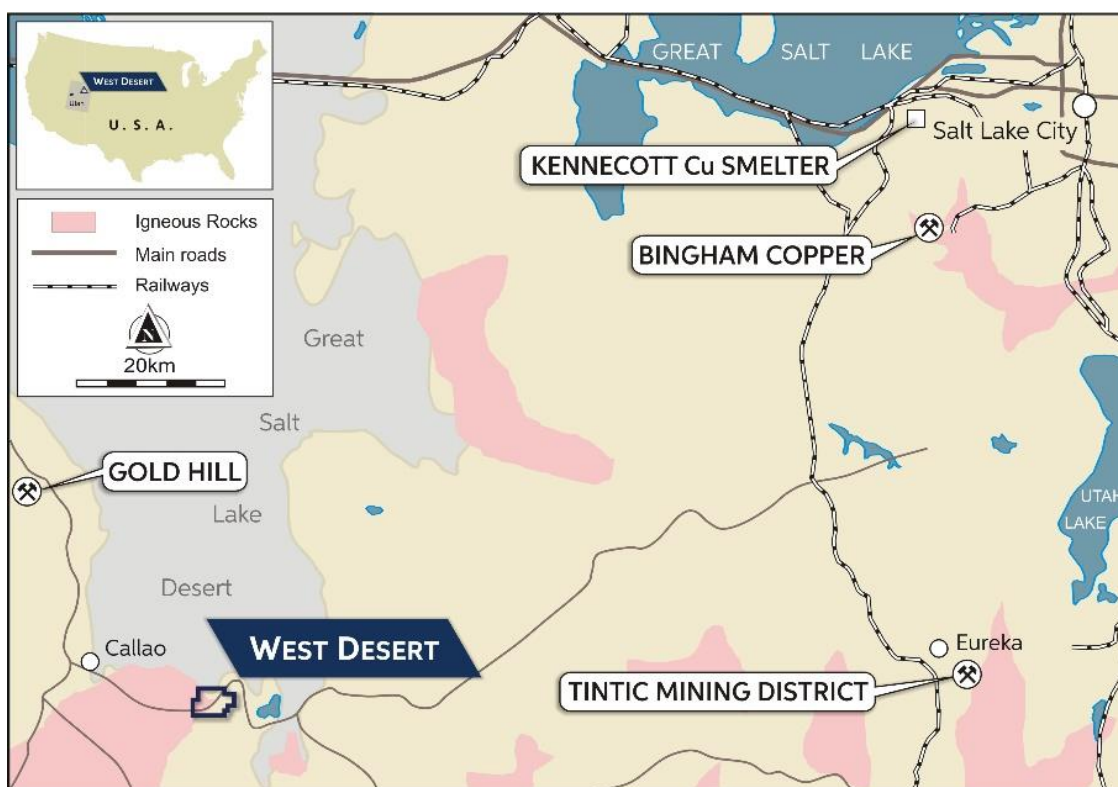 WEST DESERT
Utah
U. S. A.
Igneous Rocks
Main roads
Railways
N
20km
GREAT SALT LAKE
Salt Lake City
KENNECOTT Cu SMELTER
BINGHAM COPPER
Great
Salt
Lake
Desert
GOLD HILL
UTAH
LAKE
Callao
WEST DESERT
Eureka
TINTIC MINING DISTRICT